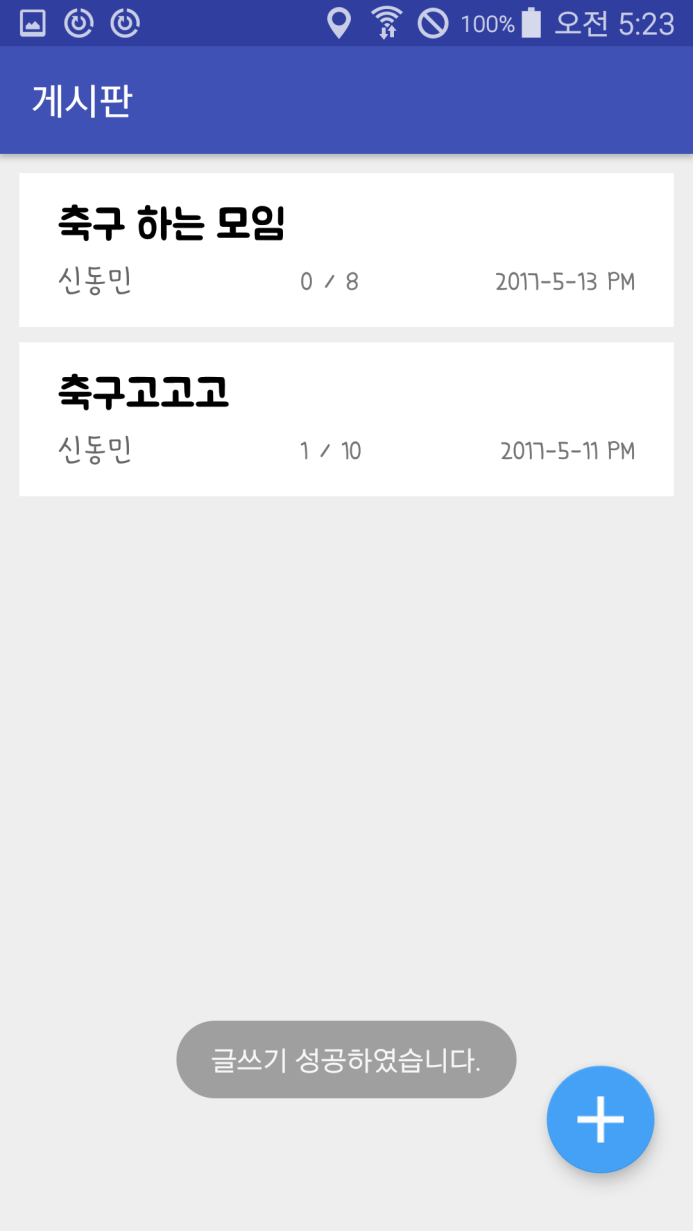 100% 오전 5:23
게시판
축구 하는 모임
신동민 0 / 8 2017-5-13 PM
축구고고고
신동민 1 / 10 2017-5-11 PM
글쓰기 성공하였습니다.